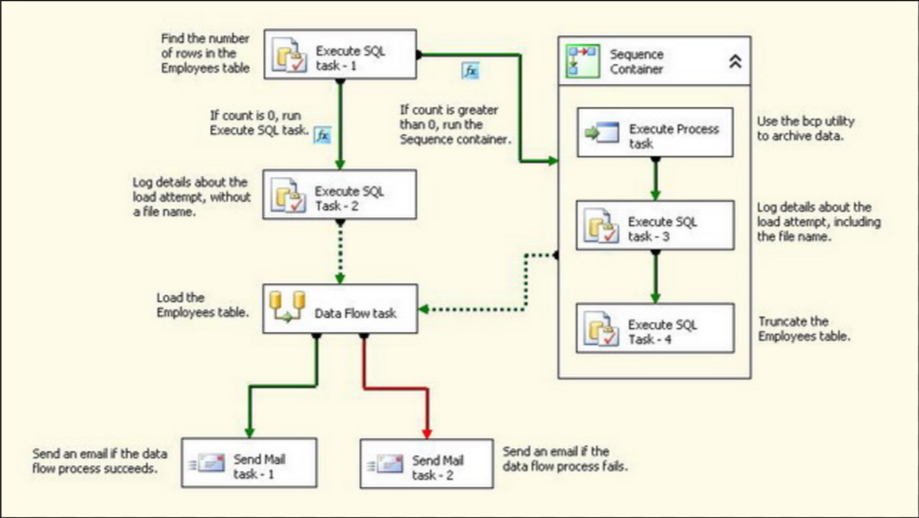 Find the number
of rows in the
Employees table
Execute SQL
task - 1
fx
Sequence
Container
If count is 0, run
Execute SQL task.
fx
If count is greater
than 0, run the
Sequence container.
Execute Process
task
Use the bcp utility
to archive data.
Log details about the
load attempt, without
a file name.
Execute SQL
Task - 2
Execute SQL
task - 3
Log details about the
load attempt, including
the file name.
Load the
Employees table.
Data Flow task
Execute SQL
Task - 4
Truncate the
Employees table.
Send an email if the data
flow process succeeds.
Send Mail
task - 1
Send Mail
task - 2
Send an email if the
data flow process fails.